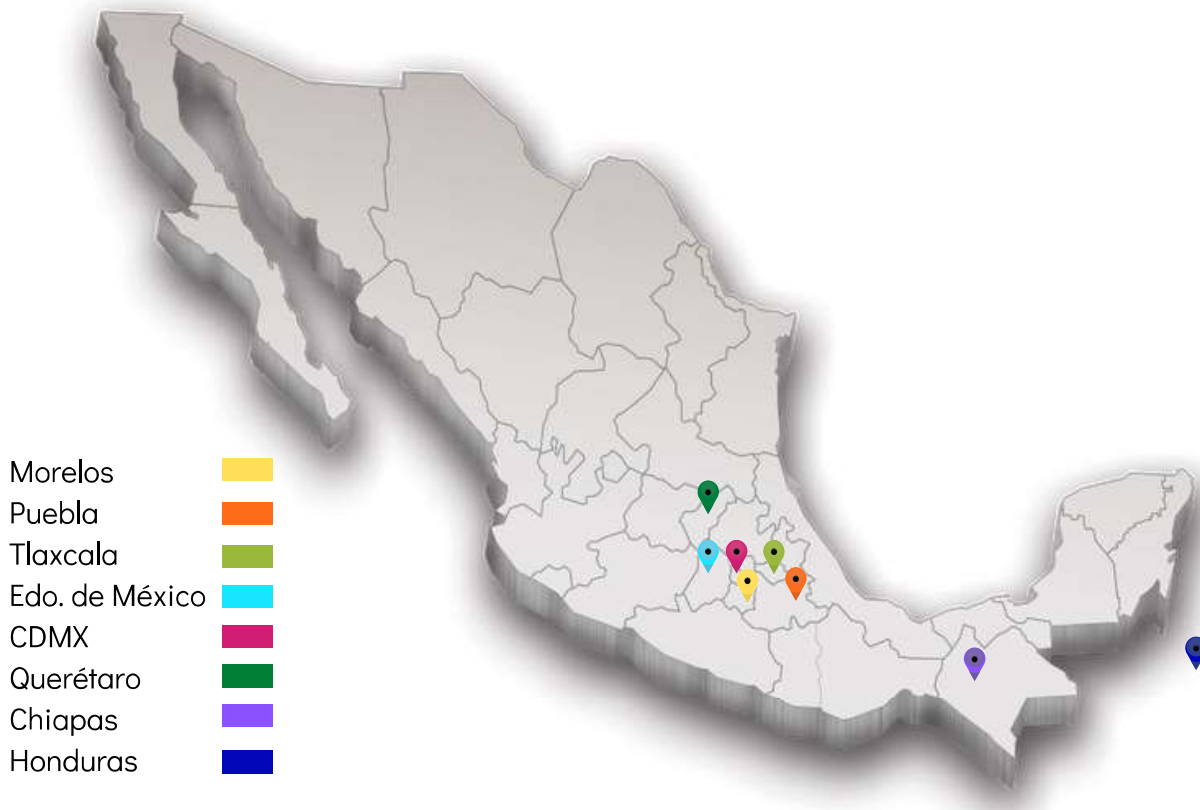 Morelos
Puebla
Tlaxcala
Edo. de México
CDMX
Querétaro
Chiapas
Honduras